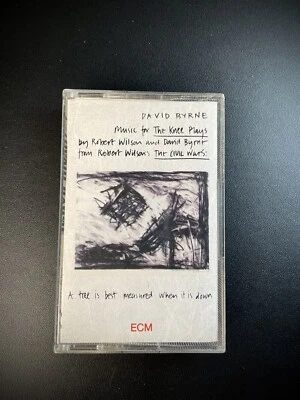 DAVID BYRNE
Music for The Knee Plays
by Robert Wilson and David Byrne
from Robert Wilson's The CIVIL WarS:
A tree is best measured when it is down
ECM